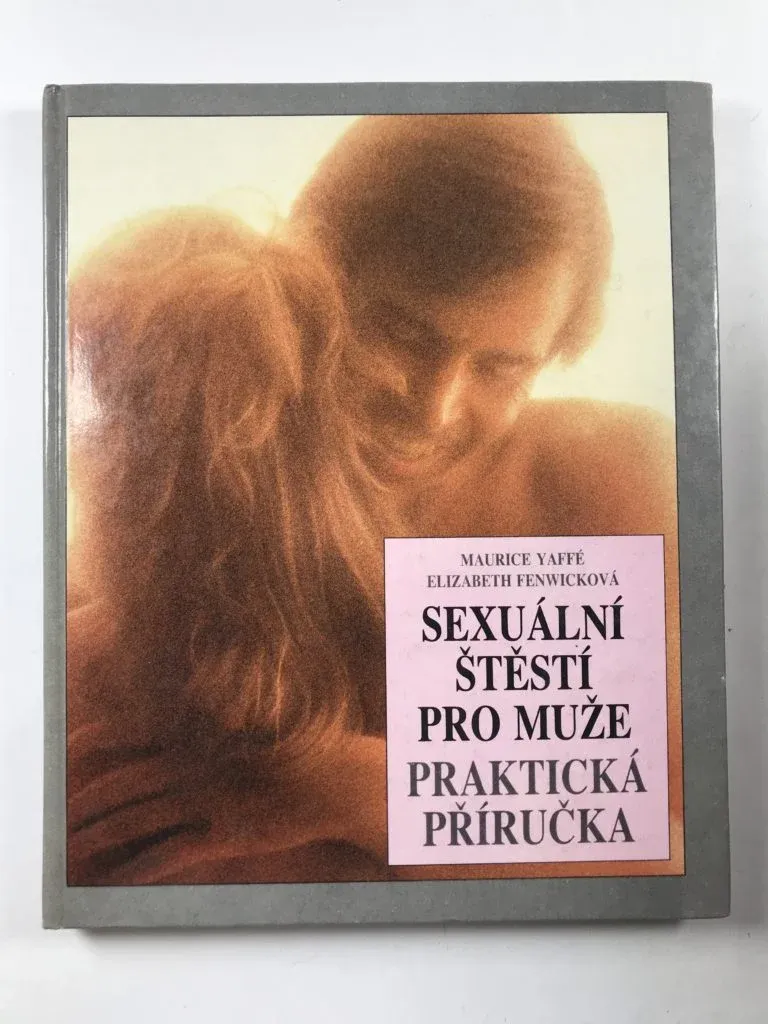 MAURICE YAFFÉ
ELIZABETH FENWICKOVÁ
SEXUÁLNÍ
ŠTĚSTÍ
PRO MUŽE
PRAKTICKÁ
PŘÍRUČKA